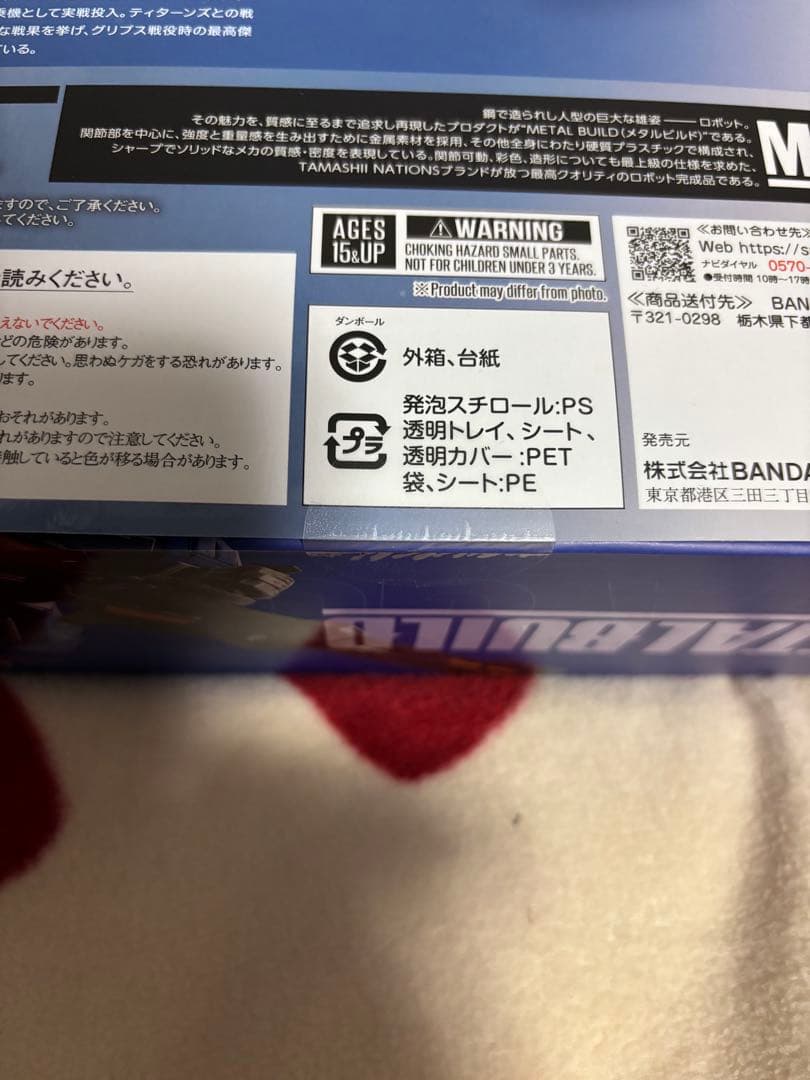 機として実戦投入。ティターンズとの戦
な戦果を挙げ、グリプス戦役時の最高傑
いる。
鋼で造られし人型の巨大な雄姿 —— ロボット。
その魅力を、質感に至るまで追求し再現したプロダクトが"METAL BUILD(メタルビルド)"である。
関節部を中心に、強度と重量感を生み出すために金属素材を採用、その他全身にわたり硬質プラスチックで構成され、
シャープでソリッドなメカの質感・密度を表現している。関節可動、彩色、造形についても最上級の仕様を求めた、
TAMASHII NATIONSブランドが放つ最高クオリティのロボット完成品である。
M
ますので、ご了承ください。
てください。
AGES
15&UP
⚠WARNING
CHOKING HAZARD SMALL PARTS.
NOT FOR CHILDREN UNDER 3 YEARS.
※Product may differ from photo.
≪お問い合わせ先≫
Web https://s
ナビダイヤル 0570-
●受付時間 10時～17時
≪商品送付先≫ BAN
〒321-0298 栃木県下都
読みください。
えないでください。
どの危険があります。
してください。思わぬケガをする恐れがあります。
ます。
おそれがあります。
れがありますので注意してください。
接触していると色が移る場合があります。
ダンボール
外箱、台紙
プラ
発泡スチロール:PS
透明トレイ、シート、
透明カバー:PET
袋、シート:PE
発売元
株式会社BANDA
東京都港区三田三丁目
TALBUILD